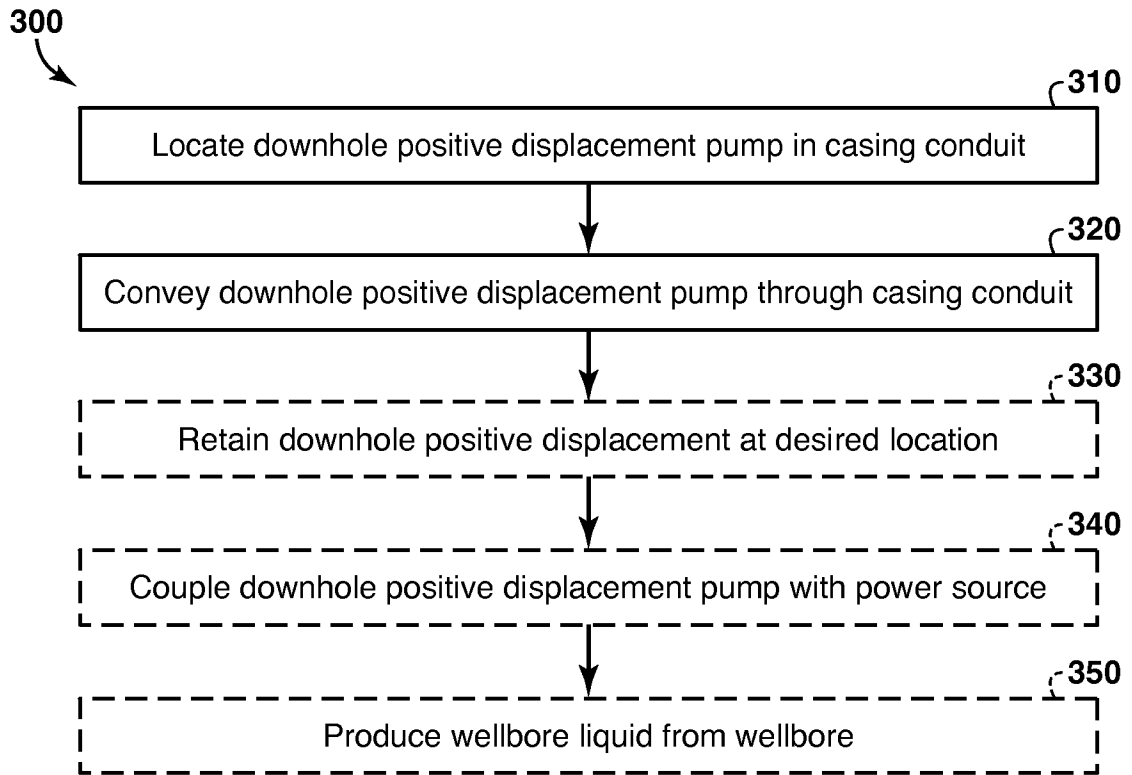 300
310
Locate downhole positive displacement pump in casing conduit
320
Convey downhole positive displacement pump through casing conduit
330
Retain downhole positive displacement at desired location
340
Couple downhole positive displacement pump with power source
350
Produce wellbore liquid from wellbore